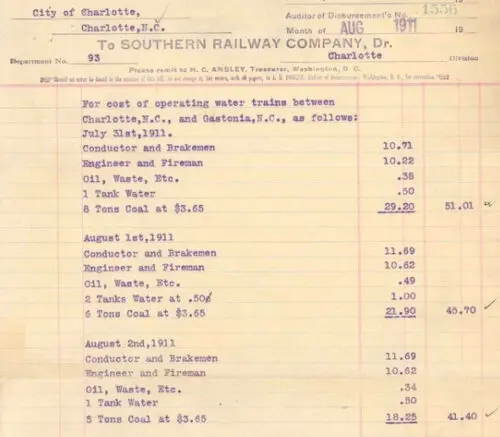 City of Charlotte,
Charlotte, N.C.
Auditor of Disbursement's No. 1556
Month of AUG 1911 19
To SOUTHERN RAILWAY COMPANY, Dr.
Department No. 93 Charlotte Division
Please remit to H. C. ANSLEY, Treasurer, Washington, D. C.
For cost of operating water trains between
Charlotte,N.C., and Gastonia,N.C., as follows:
July 31st,1911.
Conductor and Brakemen 10.71
Engineer and Fireman 10.22
Oil, Waste, Etc. .38
1 Tank Water .50
8 Tons Coal at $3.65 29.20 51.01 ✓
August 1st,1911
Conductor and Brakemen 11.69
Engineer and Fireman 10.62
Oil, Waste, Etc. .49
2 Tanks Water at .50¢ 1.00
6 Tons Coal at $3.65 21.90 45.70 ✓
August 2nd,1911
Conductor and Brakemen 11.69
Engineer and Fireman 10.62
Oil, Waste, Etc. .34
1 Tank Water .50
5 Tons Coal at $3.65 18.25 41.40 ✓